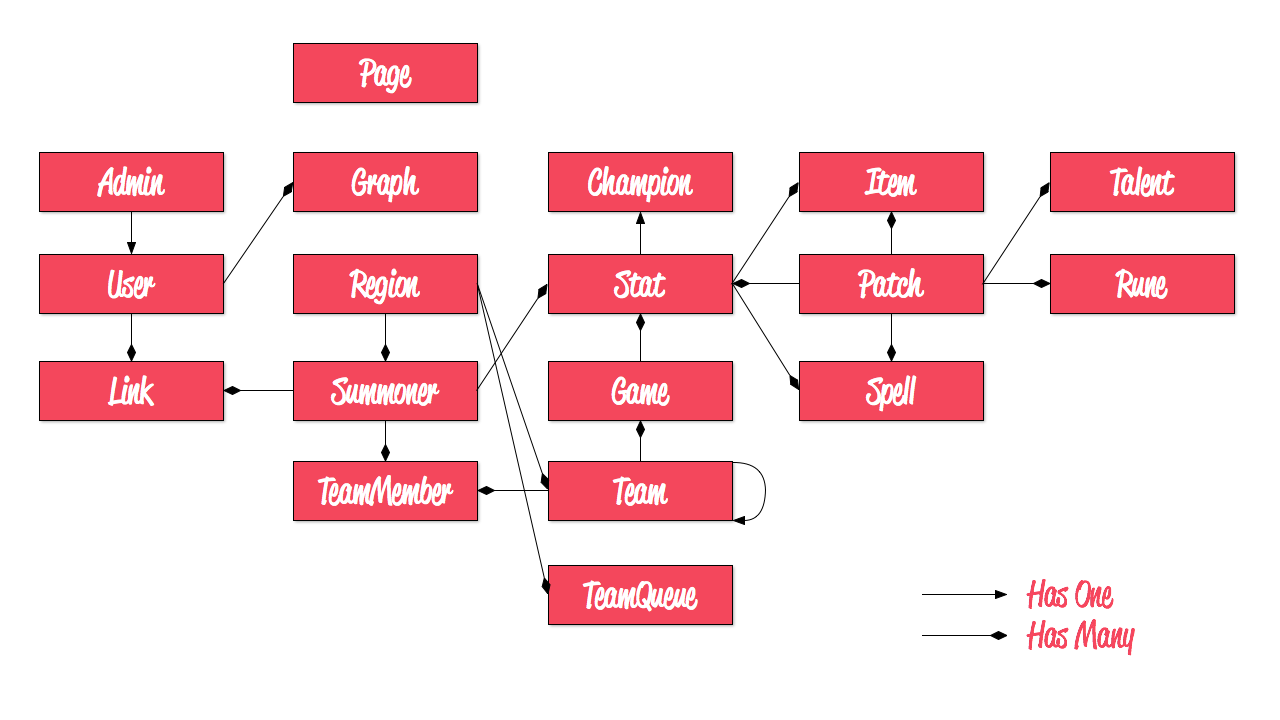 Page
Admin
Graph
Champion
Item
Talent
User
Region
Stat
Patch
Rune
Link
Summoner
Game
Spell
TeamMember
Team
TeamQueue
Has One
Has Many